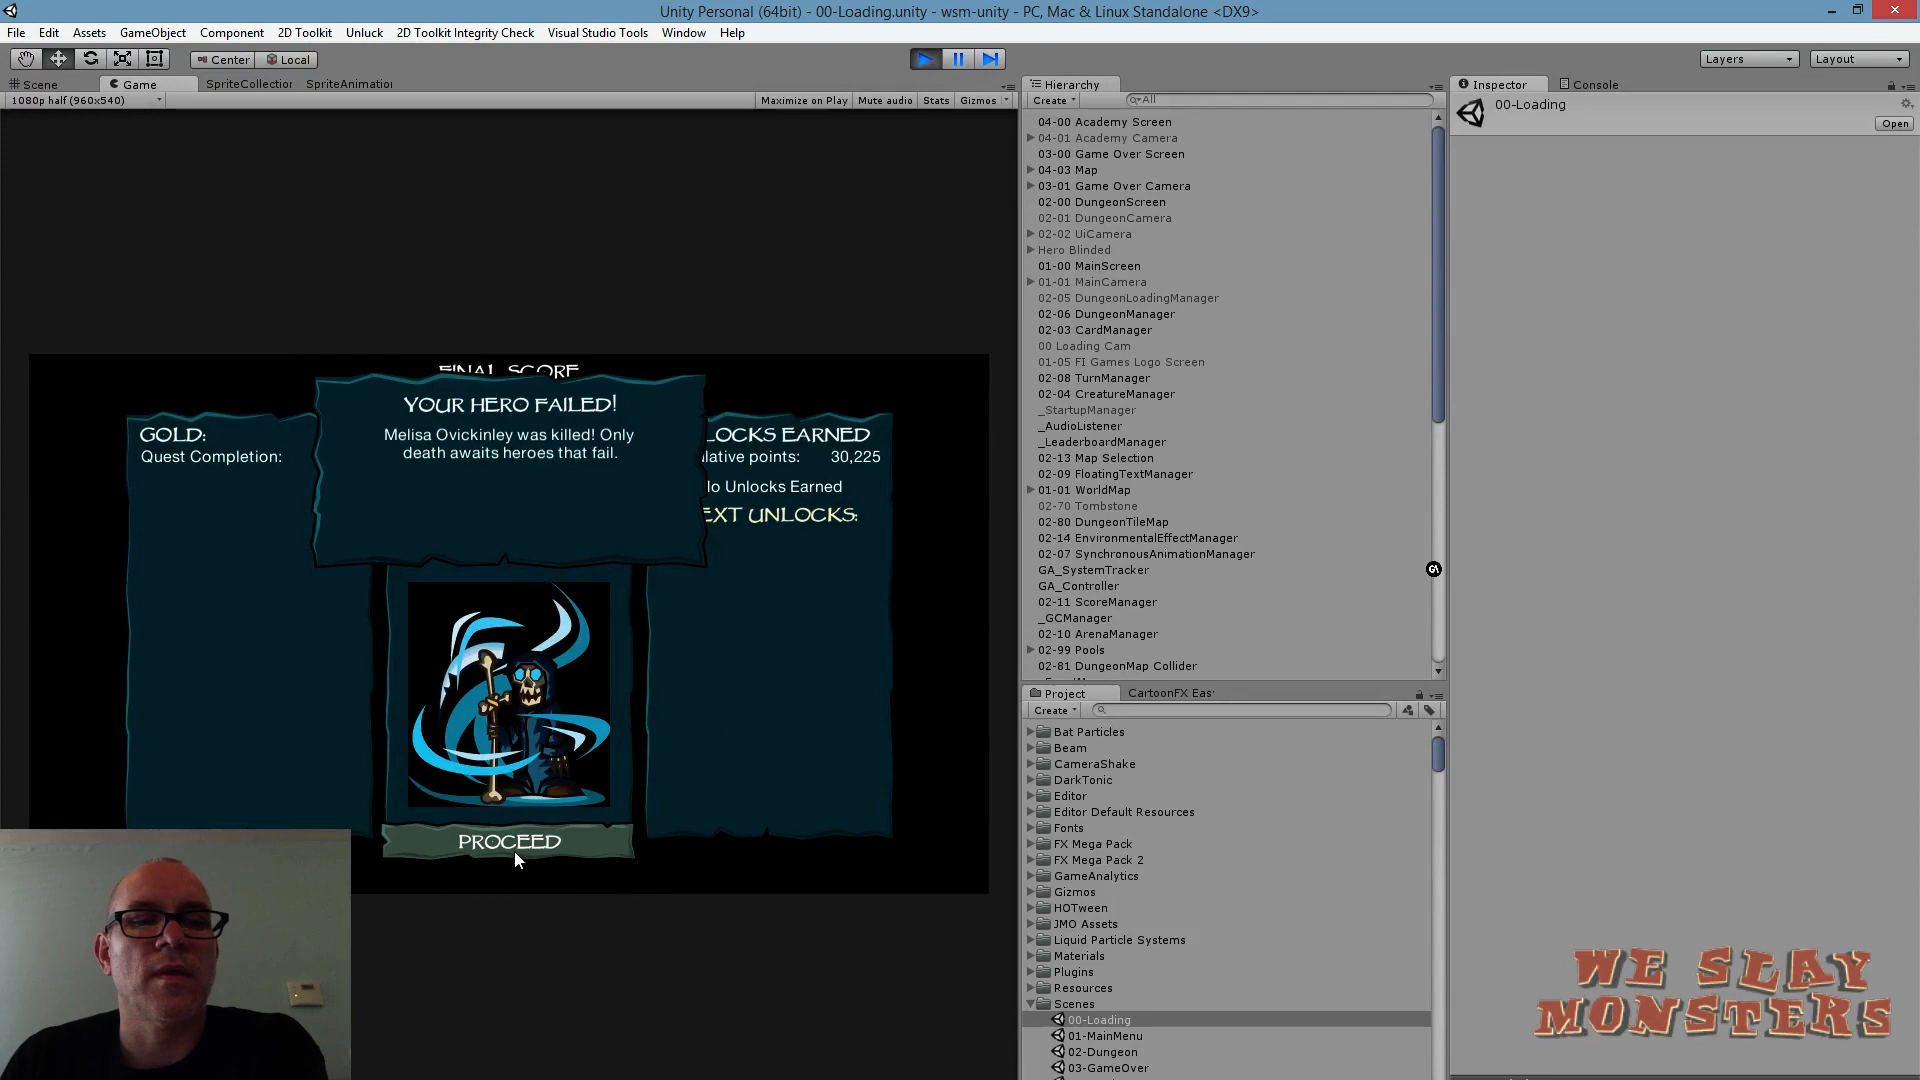 Unity Personal (64bit) - 00-Loading.unity - wsm-unity - PC, Mac & Linux Standalone <DX9>
File Edit Assets GameObject Component 2D Toolkit Unluck 2D Toolkit Integrity Check Visual Studio Tools Window Help
Center Local
Layers Layout
Scene Game SpriteCollectio SpriteAnimation
1080p half (960x540) Maximize on Play Mute audio Stats Gizmos
Hierarchy
Create All
04-00 Academy Screen
04-01 Academy Camera
03-00 Game Over Screen
04-03 Map
03-01 Game Over Camera
02-00 DungeonScreen
02-01 DungeonCamera
02-02 UiCamera
Hero Blinded
01-00 MainScreen
01-01 MainCamera
02-05 DungeonLoadingManager
02-06 DungeonManager
02-03 CardManager
00 Loading Cam
01-05 FI Games Logo Screen
02-08 TurnManager
02-04 CreatureManager
_StartupManager
_AudioListener
_LeaderboardManager
02-13 Map Selection
02-09 FloatingTextManager
01-01 WorldMap
02-70 Tombstone
02-80 DungeonTileMap
02-14 EnvironmentalEffectManager
02-07 SynchronousAnimationManager
GA_SystemTracker
GA
GA_Controller
02-11 ScoreManager
_GCManager
02-10 ArenaManager
02-99 Pools
02-81 DungeonMap Collider
Inspector Console
00-Loading
Open
FINAL SCORE
YOUR HERO FAILED!
Melisa Ovickinley was killed! Only
death awaits heroes that fail.
GOLD:
Quest Completion:
LOCKS EARNED
lative points: 30,225
lo Unlocks Earned
EXT UNLOCKS:
PROCEED
Project CartoonFX Eas
Create
Bat Particles
Beam
CameraShake
DarkTonic
Editor
Editor Default Resources
Fonts
FX Mega Pack
FX Mega Pack 2
GameAnalytics
Gizmos
HOTween
JMO Assets
Liquid Particle Systems
Materials
Plugins
Resources
Scenes
00-Loading
01-MainMenu
02-Dungeon
03-GameOver
WE SLAY
MONSTERS